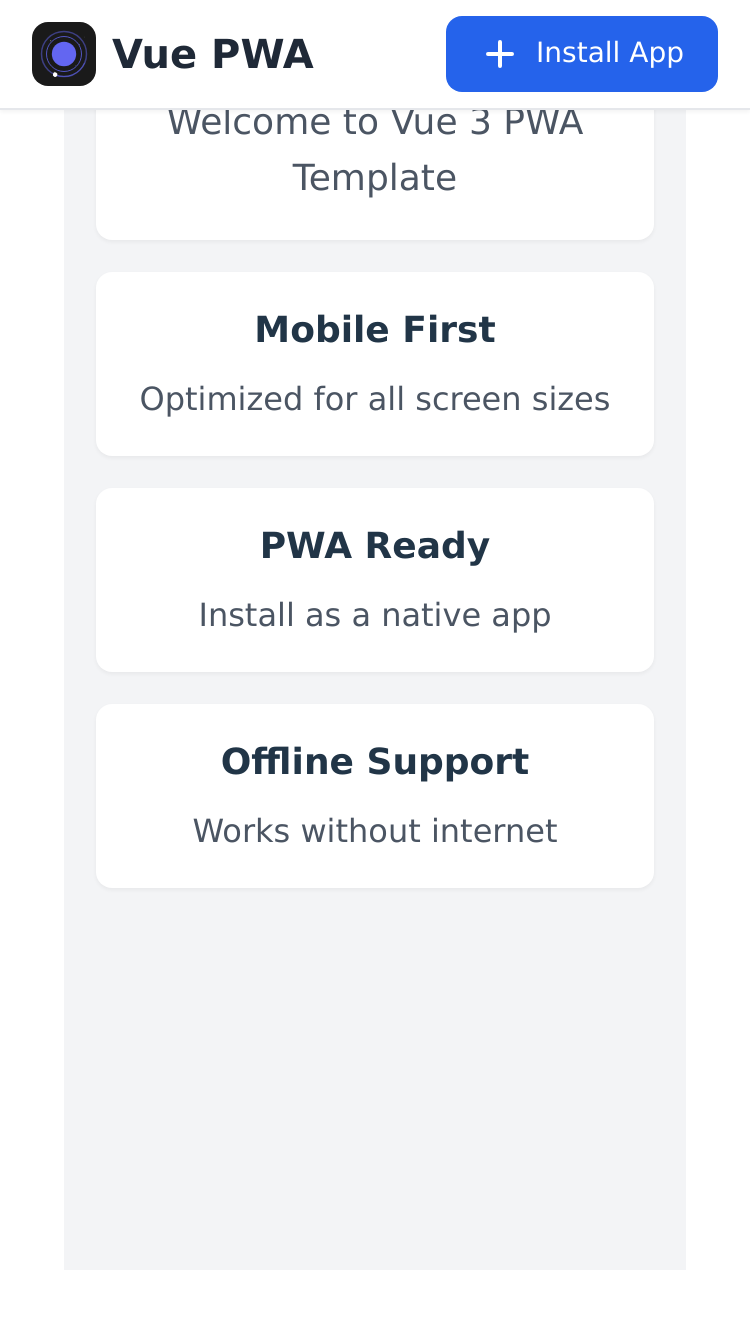 Vue PWA
Install App
Welcome to Vue 3 PWA
Template
Mobile First
Optimized for all screen sizes
PWA Ready
Install as a native app
Offline Support
Works without internet